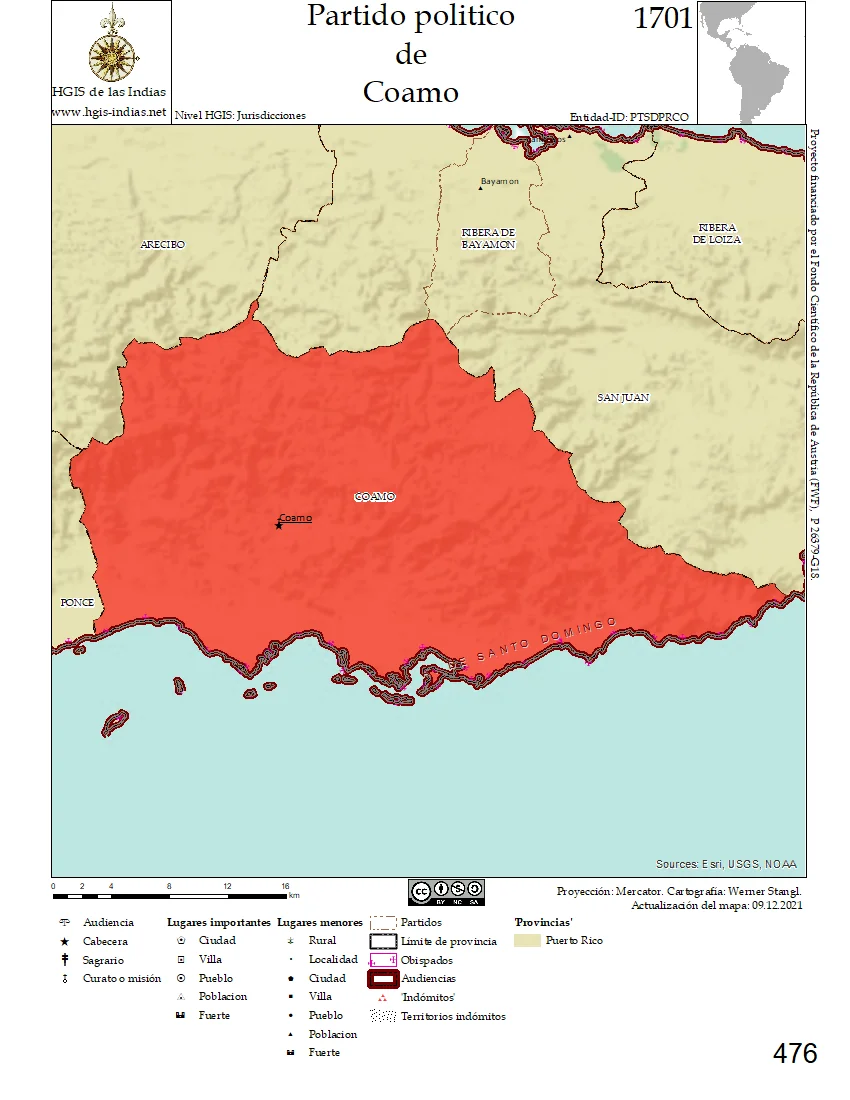 Partido politico
de
Coamo
1701
HGIS de las Indias
www.hgis-indias.net
Nivel HGIS: Jurisdicciones
Entidad-ID: PTSDPRCO
Proyecto financiado por el Fondo Científico de la República de Austria (FWF), P 26379-G18.
Bayamon
ARECIBO
RIBERA DE
BAYAMON
RIBERA
DE LOIZA
SAN JUAN
COAMO
Coamo
PONCE
DE SANTO DOMINGO
Sources: Esri, USGS, NOAA
0 2 4 8 12 16
km
CC BY NC SA
Proyección: Mercator. Cartografía: Werner Stangl.
Actualización del mapa: 09.12.2021
Audiencia
Cabecera
Sagrario
Curato o misión
Lugares importantes
Ciudad
Villa
Pueblo
Poblacion
Fuerte
Lugares menores
Rural
Localidad
Ciudad
Villa
Pueblo
Poblacion
Fuerte
Partidos
Límite de provincia
Obispados
Audiencias
'Indómitos'
Territorios indómitos
'Provincias'
Puerto Rico
476